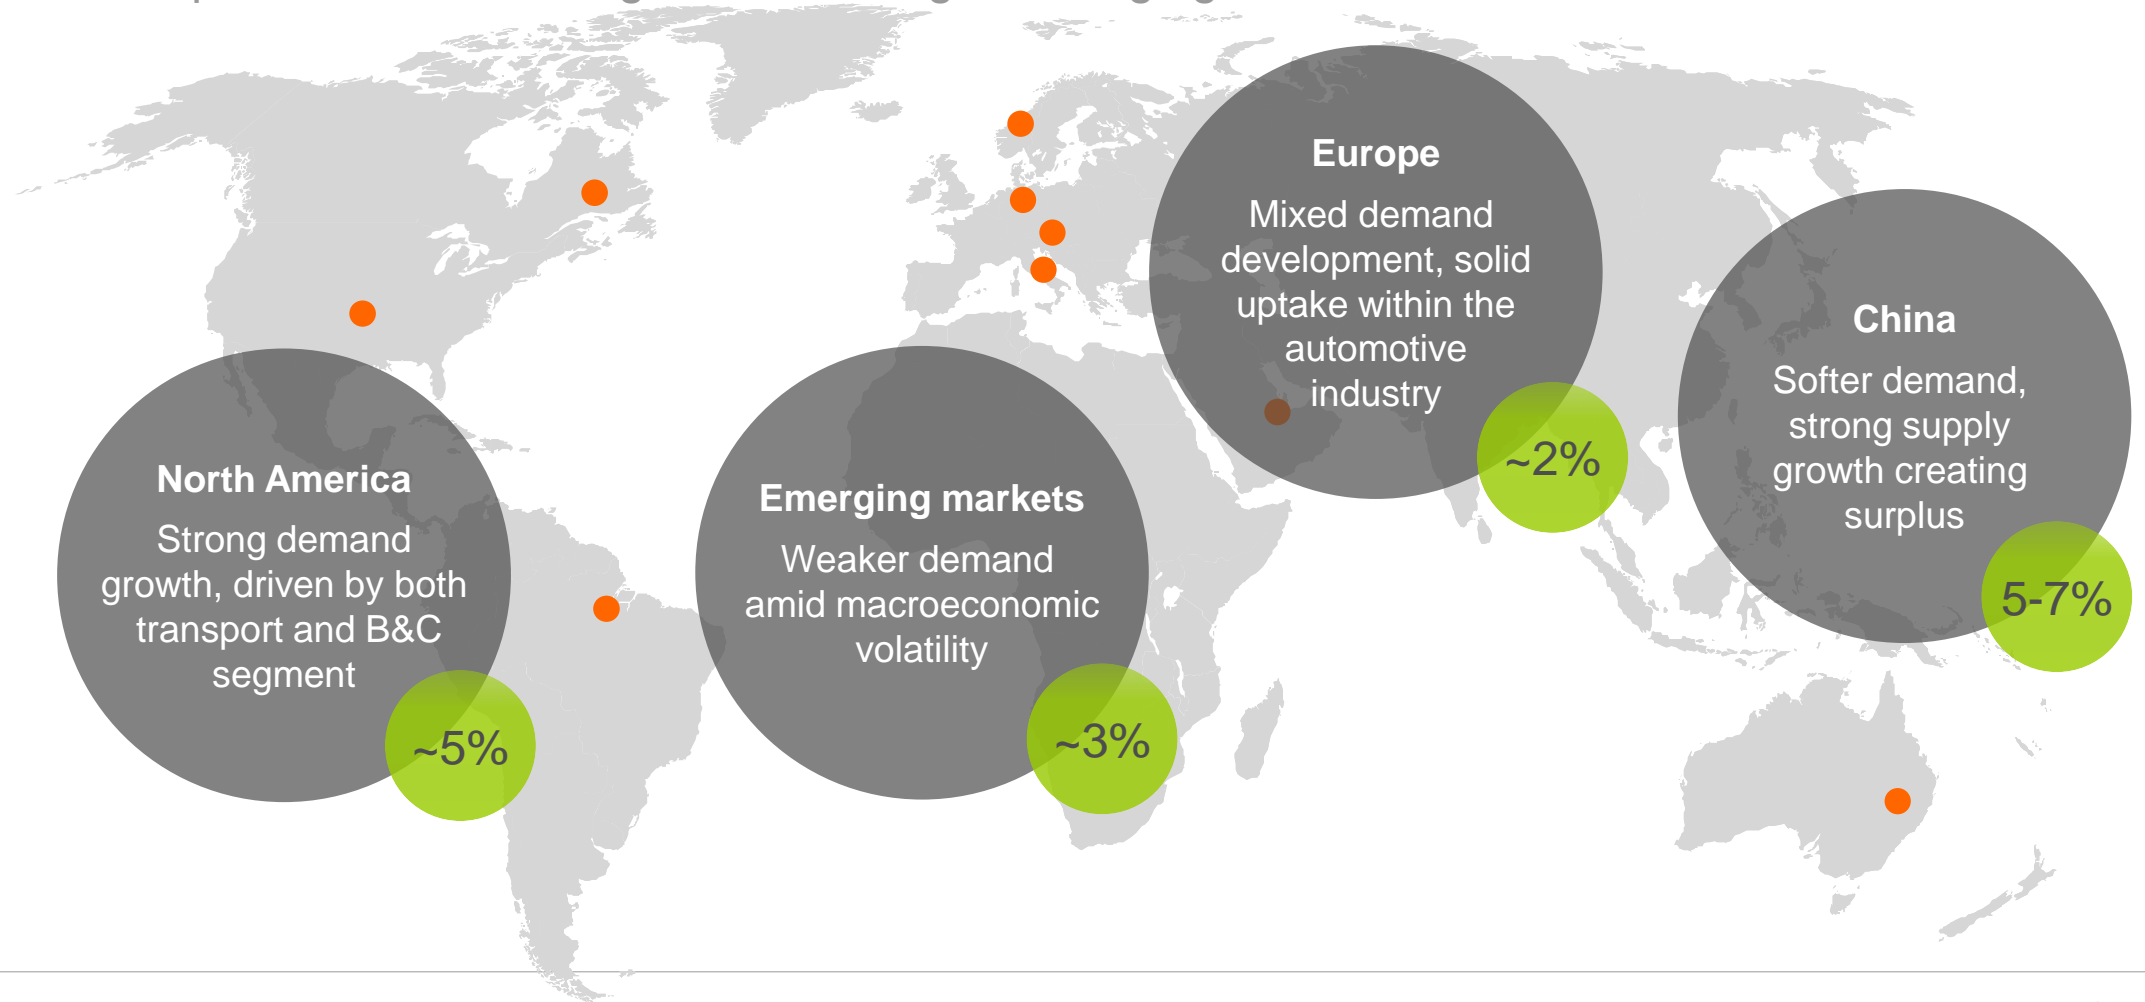 North America
Strong demand
growth, driven by both
transport and B&C
segment
~5%
Emerging markets
Weaker demand
amid macroeconomic
volatility
~3%
Europe
Mixed demand
development, solid
uptake within the
automotive
industry
~2%
China
Softer demand,
strong supply
growth creating
surplus
5-7%